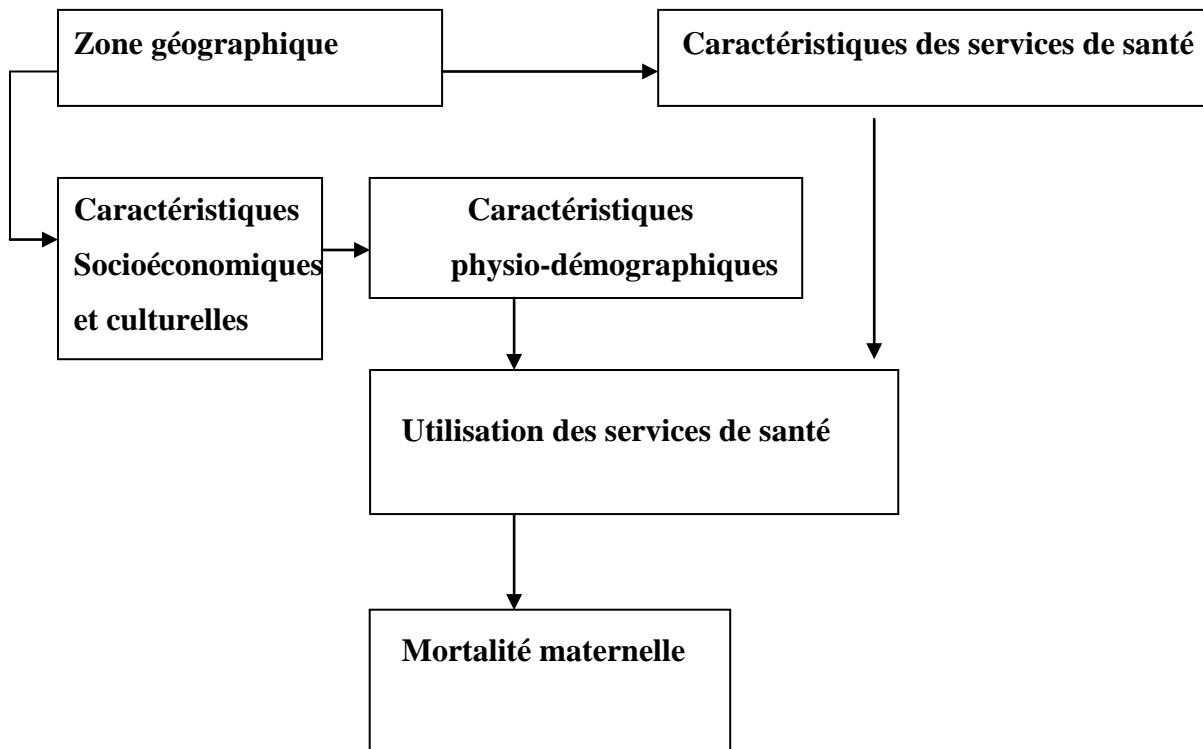 Zone géographique
Caractéristiques des services de santé
Caractéristiques
Socioéconomiques
et culturelles
Caractéristiques
physio-démographiques
Utilisation des services de santé
Mortalité maternelle